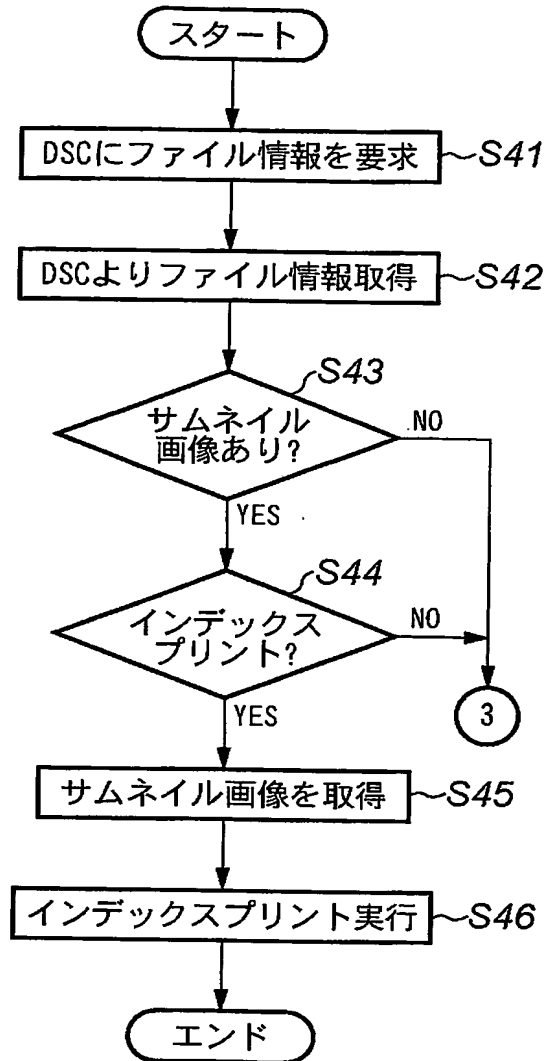 スタート
DSCにファイル情報を要求
S41
DSCよりファイル情報取得
S42
S43
サムネイル
画像あり?
NO
YES
S44
インデックス
プリント?
NO
YES
3
サムネイル画像を取得
S45
インデックスプリント実行
S46
エンド